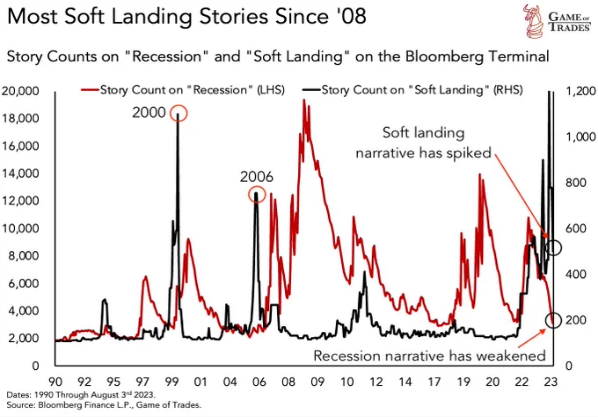 Most Soft Landing Stories Since '08
GAME OF
TRADES
Story Counts on "Recession" and "Soft Landing" on the Bloomberg Terminal
Story Count on "Recession" (LHS)
Story Count on "Soft Landing" (RHS)
20,000
18,000
16,000
14,000
12,000
10,000
8,000
6,000
4,000
2,000
0
1,200
1,000
800
600
400
200
0
2000
2006
Soft landing
narrative has spiked
Recession narrative has weakened
90 92 95 97 99 01 04 06 08 10 13 15 17 20 22 23
Dates: 1990 Through August 3rd 2023.
Source: Bloomberg Finance L.P., Game of Trades.